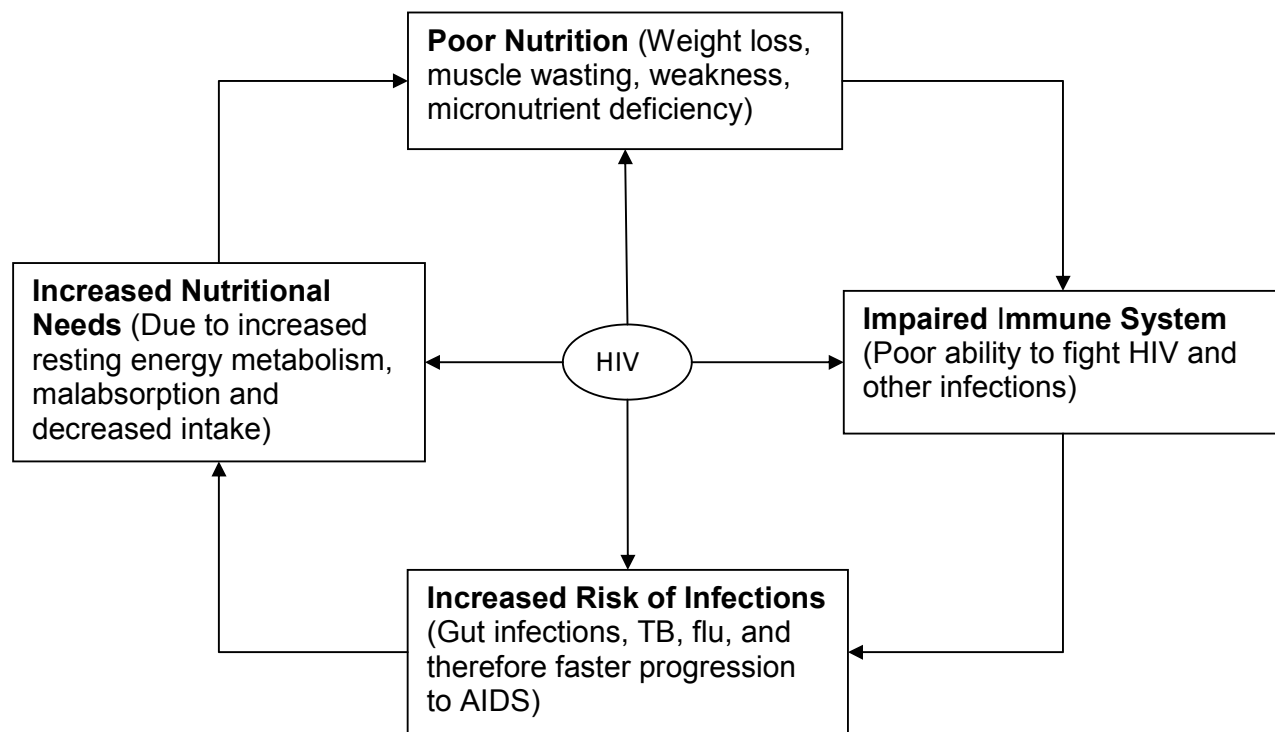 Poor Nutrition (Weight loss,
muscle wasting, weakness,
micronutrient deficiency)
Increased Nutritional
Needs (Due to increased
resting energy metabolism,
malabsorption and
decreased intake)
HIV
Impaired Immune System
(Poor ability to fight HIV and
other infections)
Increased Risk of Infections
(Gut infections, TB, flu, and
therefore faster progression
to AIDS)